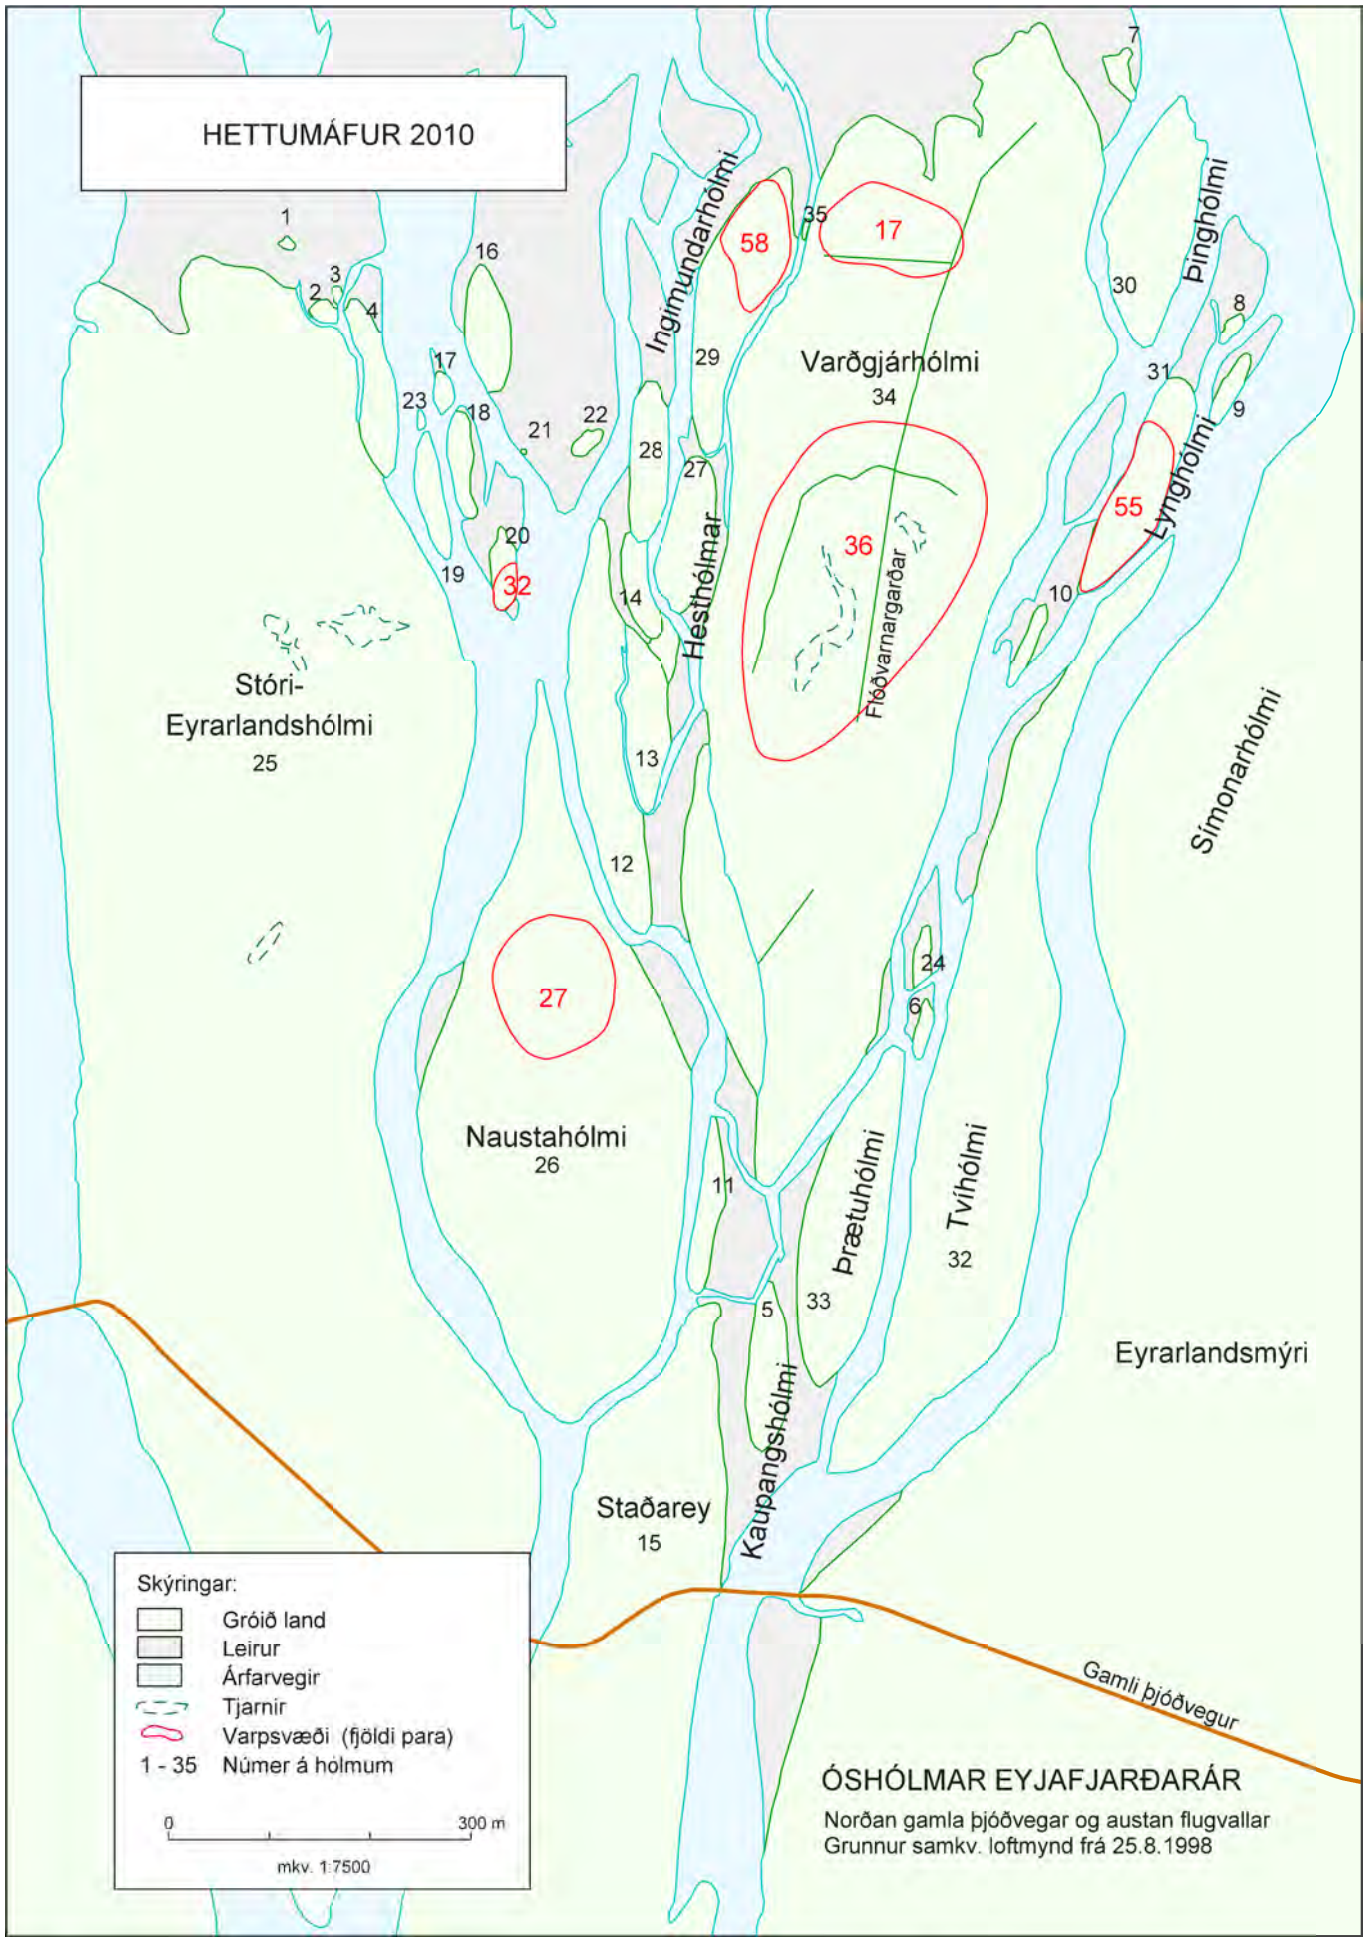 HETTUMÁFUR 2010
7
1
16
3
2
4
17
23
18
21
22
20
32
19
Ingimundarhólmi
58
35
17
29
28
27
14
Hesthólmar
13
12
Varðgjárhólmi
34
36
Flóðvarnargarðar
Þinghólmi
30
8
31
9
Lynghólmi
55
10
Símonarhólmi
Stóri-
Eyrarlandshólmi
25
27
Naustahólmi
26
24
6
11
Þrætuhólmi
33
Tvíhólmi
32
5
Kaupangshólmi
Eyrarlandsmýri
Staðarey
15
Gamli þjóðvegur
Skýringar:
Gróið land
Leirur
Árfarvegir
Tjarnir
Varpsvæði (fjöldi para)
1 - 35 Númer á hólmum
0 300 m
mkv. 1:7500
ÓSHÓLMAR EYJAFJARÐARÁR
Norðan gamla þjóðvegar og austan flugvallar
Grunnur samkv. loftmynd frá 25.8.1998